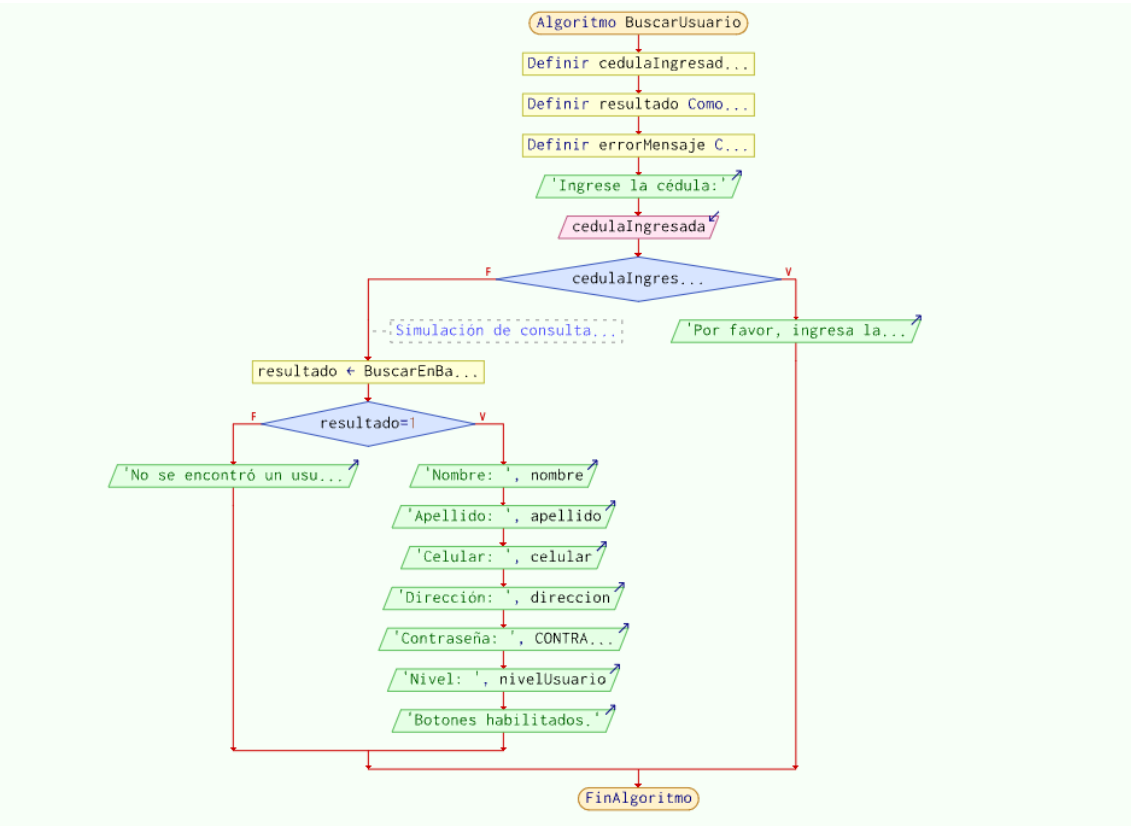 Algoritmo BuscarUsuario
Definir cedulaIngresad...
Definir resultado Como...
Definir errorMensaje C...
'Ingrese la cédula:'
cedulaIngresada
F
V
cedulaIngres...
Simulación de consulta...
'Por favor, ingresa la...
resultado ← BuscarEnBa...
F
V
resultado=1
'No se encontró un usu...
'Nombre: ', nombre
'Apellido: ', apellido
'Celular: ', celular
'Dirección: ', direccion
'Contraseña: ', CONTRA...
'Nivel: ', nivelUsuario
'Botones habilitados.'
FinAlgoritmo